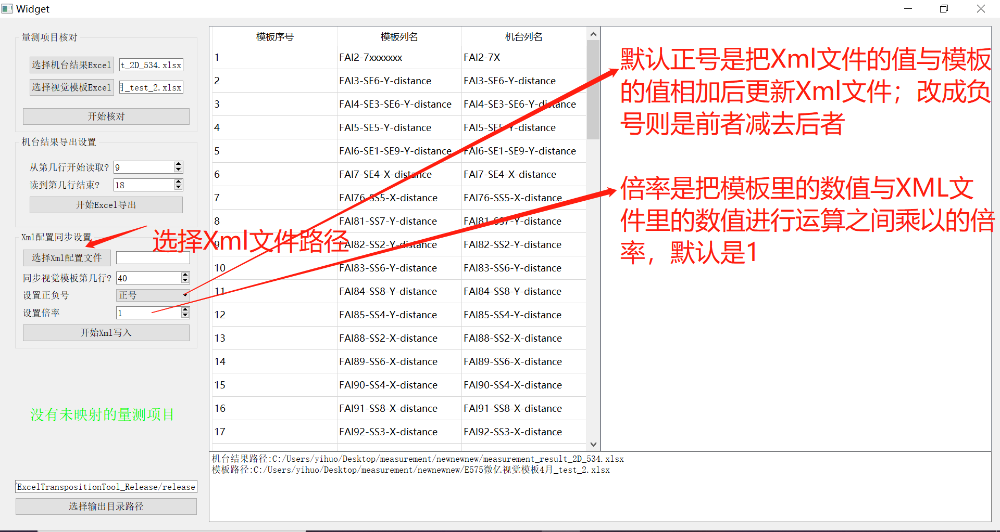 Widget
量测项目核对
选择机台结果Excel
t_2D_534.xlsx
选择视觉模板Excel
_test_2.xlsx
开始核对
机台结果导出设置
从第几行开始读取? 9
读到第几行结束? 18
开始Excel导出
Xml配置同步设置
选择Xml配置文件
同步视觉模板第几行? 40
设置正负号 正号
设置倍率 1
开始Xml写入
没有未映射的量测项目
ExcelTranspositionTool_Release/release
选择输出目录路径
模板序号 模板列名 机台列名
1 FAI2-7xxxxxxx FAI2-7X
2 FAI3-SE6-Y-distance FAI3-SE6-Y-distance
3 FAI4-SE3-SE6-Y-distance FAI4-SE3-SE6-Y-distance
4 FAI5-SE5-Y-distance FAI5-SE5-Y-distance
5 FAI6-SE1-SE9-Y-distance FAI6-SE1-SE9-Y-distance
6 FAI7-SE4-X-distance FAI7-SE4-X-distance
7 FAI76-SS5-X-distance FAI76-SS5-X-distance
8 FAI81-SS7-Y-distance FAI81-SS7-Y-distance
9 FAI82-SS2-Y-distance FAI82-SS2-Y-distance
10 FAI83-SS6-Y-distance FAI83-SS6-Y-distance
11 FAI84-SS8-Y-distance FAI84-SS8-Y-distance
12 FAI85-SS4-Y-distance FAI85-SS4-Y-distance
13 FAI88-SS2-X-distance FAI88-SS2-X-distance
14 FAI89-SS6-X-distance FAI89-SS6-X-distance
15 FAI90-SS4-X-distance FAI90-SS4-X-distance
16 FAI91-SS8-X-distance FAI91-SS8-X-distance
17 FAI92-SS3-X-distance FAI92-SS3-X-distance
选择Xml文件路径
默认正号是把Xml文件的值与模板
的值相加后更新Xml文件；改成负
号则是前者减去后者
倍率是把模板里的数值与XML文
件里的数值进行运算之间乘以的倍
率，默认是1
机台结果路径:C:/Users/yihuo/Desktop/measurement/newnewnew/measurement_result_2D_534.xlsx
模板路径:C:/Users/yihuo/Desktop/measurement/newnewnew/E575微亿视觉模板4月_test_2.xlsx